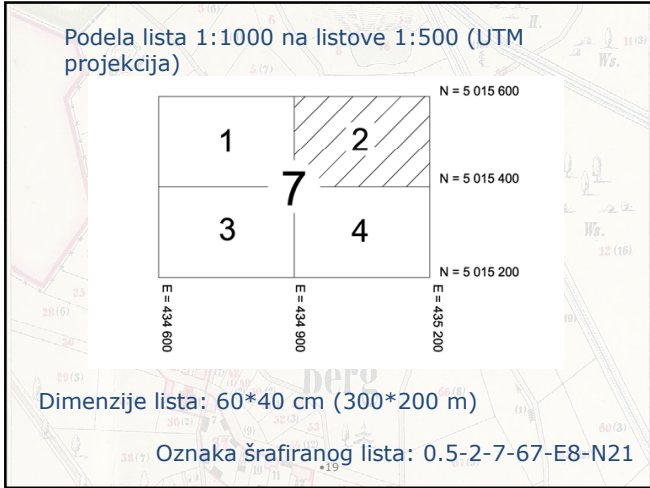 Podela lista 1:1000 na listove 1:500 (UTM
projekcija)
N = 5 015 600
1
2
N = 5 015 400
7
3
4
N = 5 015 200
E = 434 600
E = 434 900
E = 435 200
berg
Dimenzije lista: 60*40 cm (300*200 m)
Oznaka šrafiranog lista: 0.5-2-7-67-E8-N21
•19